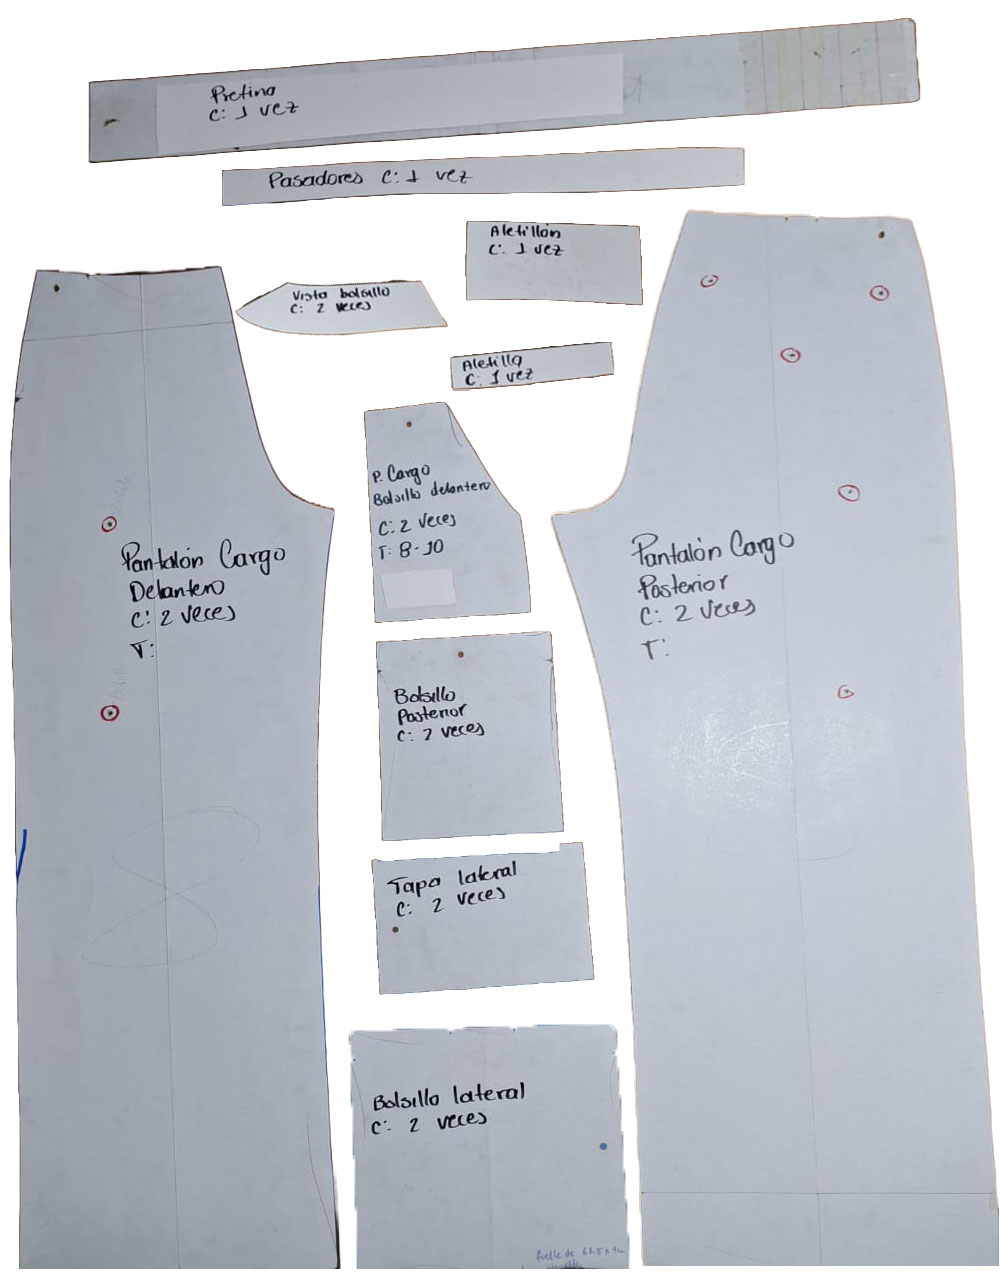 Pretina
C: 1 vez
Pasadores C: 1 vez
Aletillón
C: 1 vez
Vista bolsillo
C: 2 veces
Aletilla
C: 1 vez
P. Cargo
Bolsillo delantero
C: 2 veces
T: 8-10
Pantalón Cargo
Delantero
C: 2 veces
T:
Pantalón Cargo
Posterior
C: 2 veces
T:
Bolsillo
Posterior
C: 2 veces
Tapa lateral
C: 2 veces
Bolsillo lateral
C: 2 veces
fuelle de